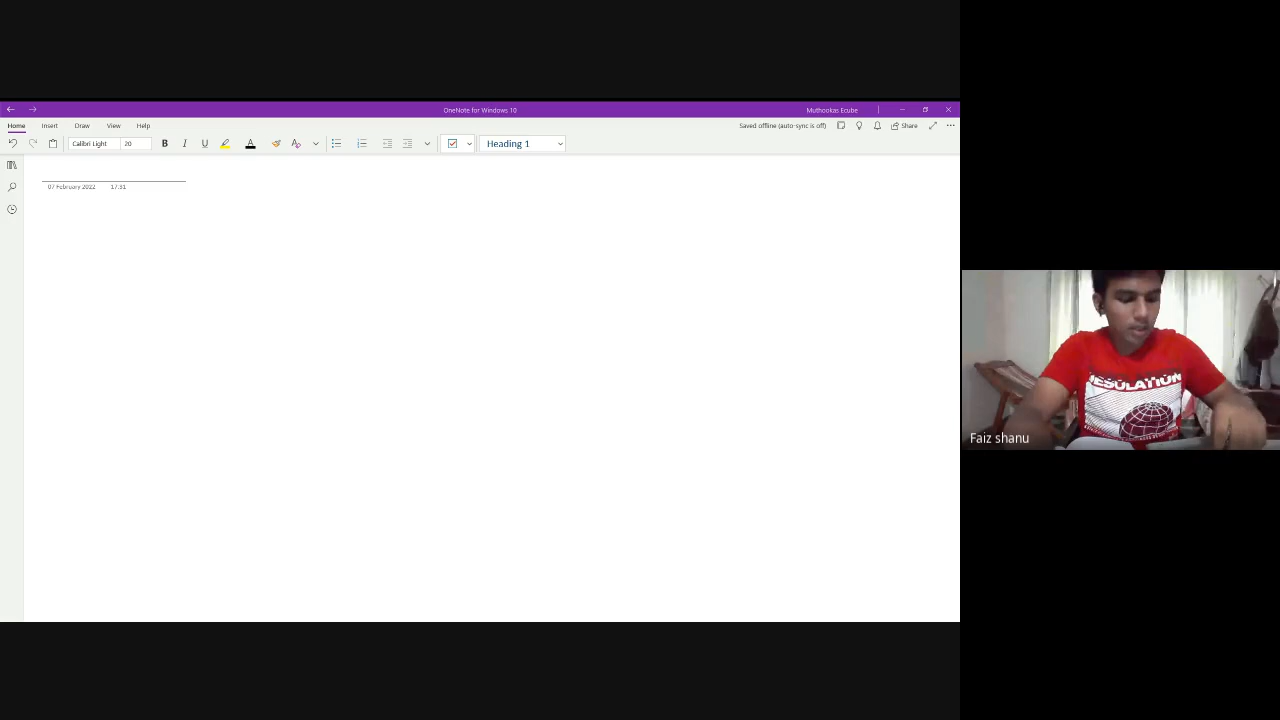 OneNote for Windows 10
Muthookas Ecube
Home Insert Draw View Help
Saved offline (auto-sync is off)
Share
Calibri Light 20 B I U A
Heading 1
07 February 2022 17:31
Faiz shanu